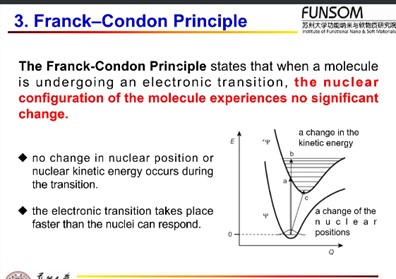 3. Franck–Condon Principle
FUNSOM
苏州大学功能纳米与软物质研究院
Institute of Functional Nano & Soft Materials
The Franck-Condon Principle states that when a molecule
is undergoing an electronic transition, the nuclear
configuration of the molecule experiences no significant
change.
a change in the
kinetic energy
E
*Ψ
b
◆ no change in nuclear position or
nuclear kinetic energy occurs during
the transition.
a
c
◆ the electronic transition takes place
faster than the nuclei can respond.
Ψ
a change of the
nuclear
positions
0
Q